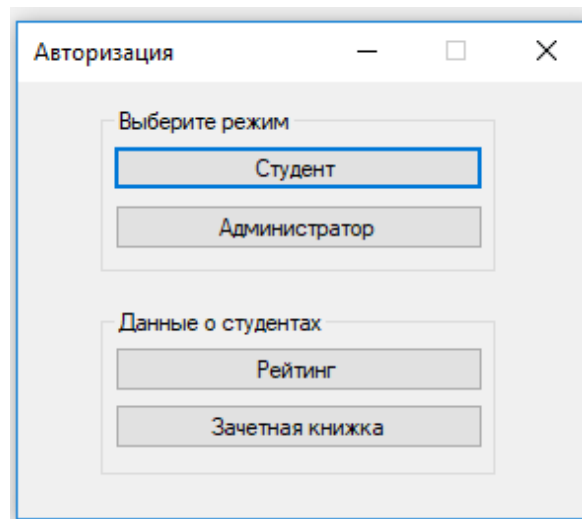 Авторизация
Выберите режим
Студент
Администратор
Данные о студентах
Рейтинг
Зачетная книжка